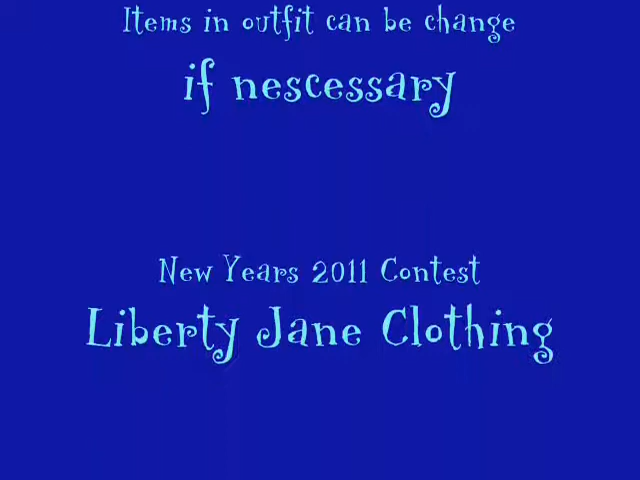 Items in outfit can be change
if nescessary
New Years 2011 Contest
Liberty Jane Clothing